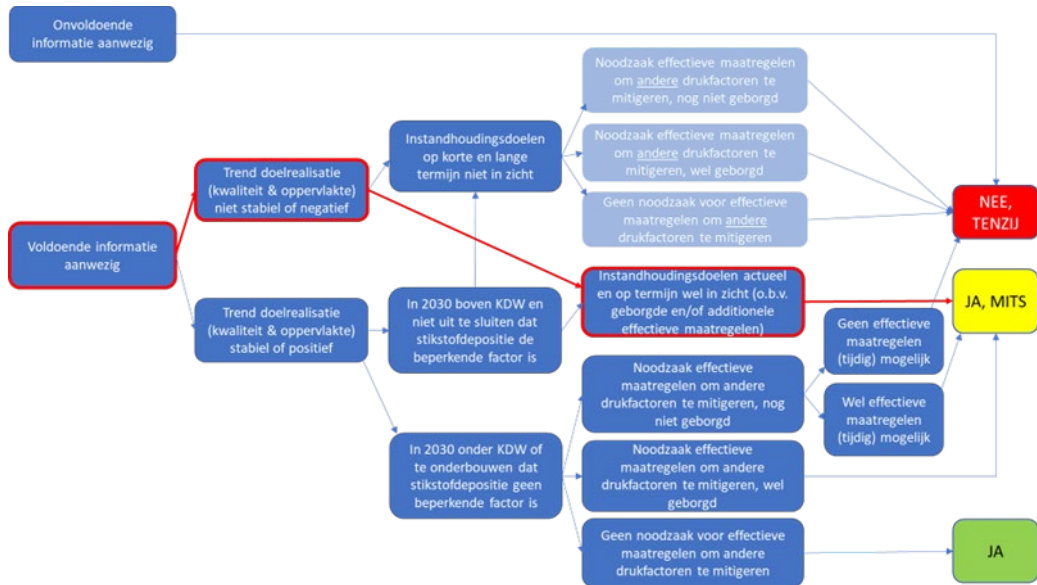 Onvoldoende
informatie aanwezig
Noodzaak effectieve maatregelen
om andere drukfactoren te
mitigeren, nog niet geborgd
Instandhoudingsdoelen
op korte en lange
termijn niet in zicht
Noodzaak effectieve maatregelen
om andere drukfactoren te
mitigeren, wel geborgd
Trend doelrealisatie
(kwaliteit & oppervlakte)
niet stabiel of negatief
Geen noodzaak voor effectieve
maatregelen om andere
drukfactoren te mitigeren
NEE,
TENZIJ
Voldoende informatie
aanwezig
Instandhoudingsdoelen actueel
en op termijn wel in zicht (o.b.v.
geborgde en/of additionele
effectieve maatregelen)
JA, MITS
Trend doelrealisatie
(kwaliteit & oppervlakte)
stabiel of positief
In 2030 boven KDW en
niet uit te sluiten dat
stikstofdepositie de
beperkende factor is
Geen effectieve
maatregelen
(tijdig) mogelijk
Noodzaak effectieve
maatregelen om andere
drukfactoren te mitigeren, nog
niet geborgd
Wel effectieve
maatregelen
(tijdig) mogelijk
In 2030 onder KDW of
te onderbouwen dat
stikstofdepositie geen
beperkende factor is
Noodzaak effectieve
maatregelen om andere
drukfactoren te mitigeren, wel
geborgd
Geen noodzaak voor effectieve
maatregelen om andere
drukfactoren te mitigeren
JA